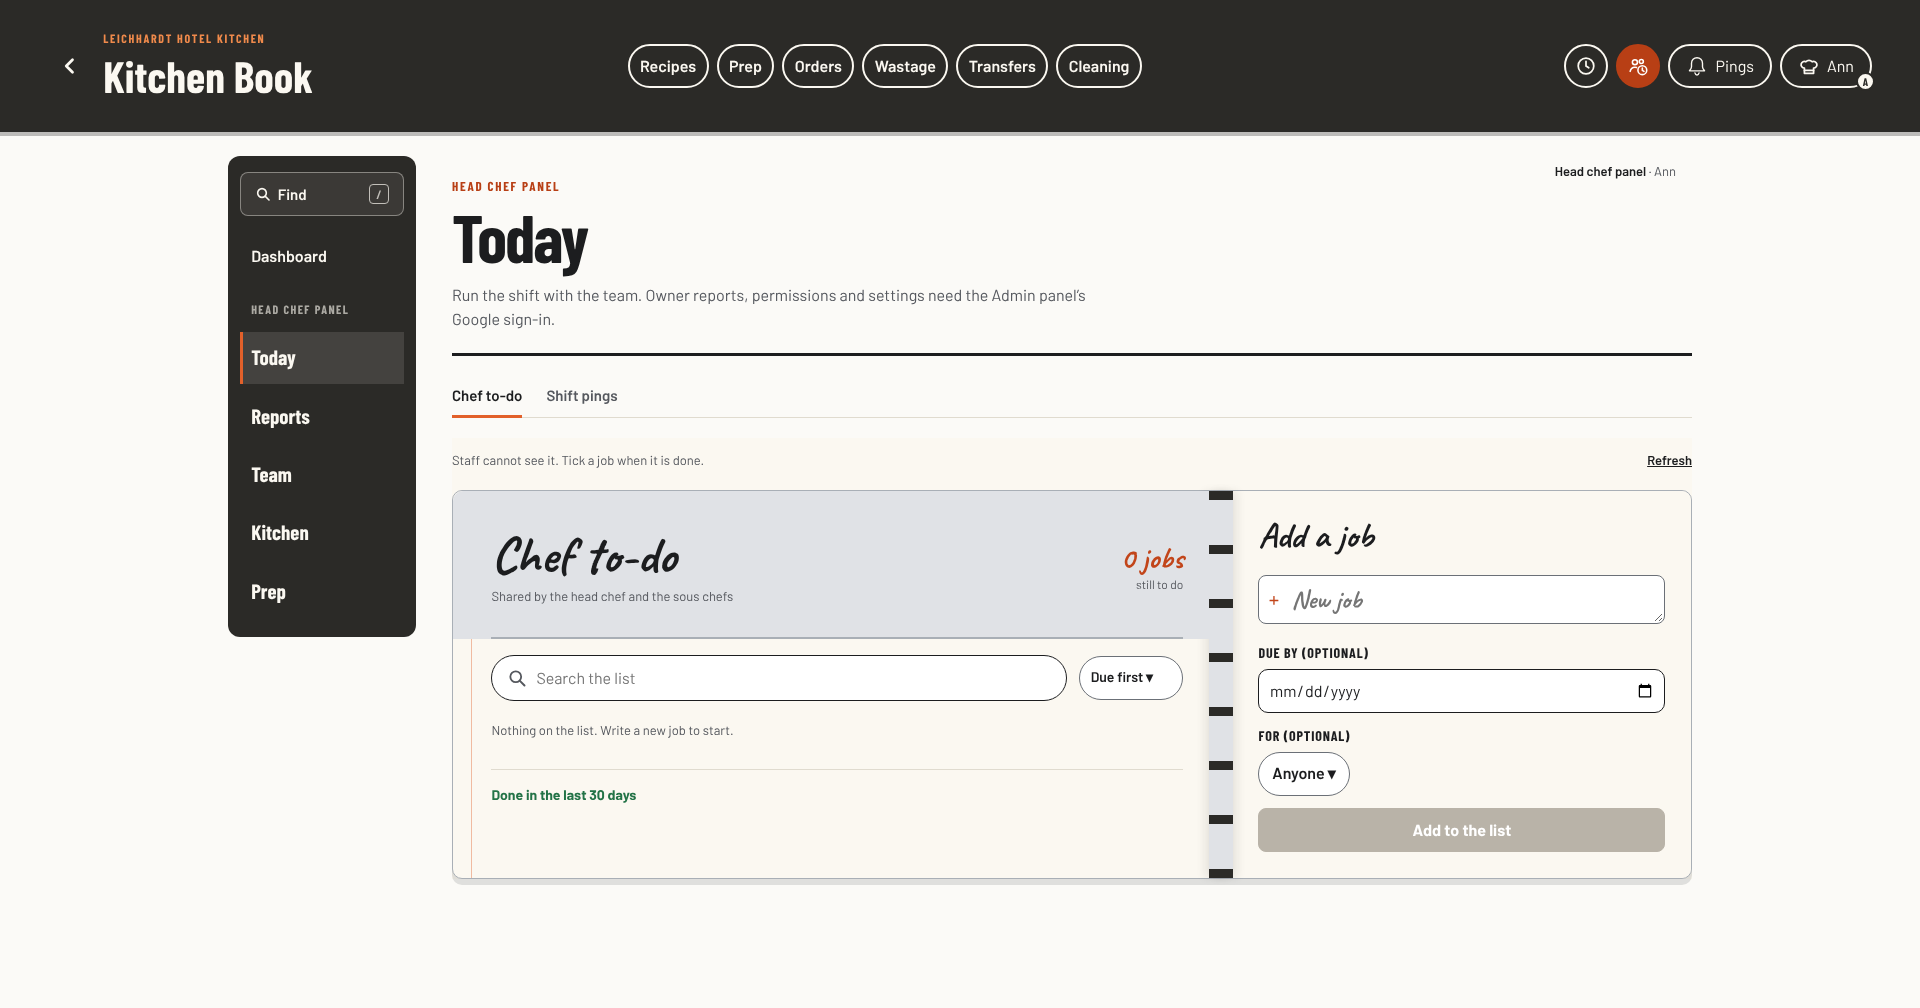 LEICHHARDT HOTEL KITCHEN
Kitchen Book
Recipes
Prep
Orders
Wastage
Transfers
Cleaning
Pings
Ann
A
Find
/
Dashboard
HEAD CHEF PANEL
Today
Reports
Team
Kitchen
Prep
Head chef panel · Ann
HEAD CHEF PANEL
Today
Run the shift with the team. Owner reports, permissions and settings need the Admin panel's
Google sign-in.
Chef to-do
Shift pings
Staff cannot see it. Tick a job when it is done.
Refresh
Chef to-do
Shared by the head chef and the sous chefs
0 jobs
still to do
Search the list
Due first ▾
Nothing on the list. Write a new job to start.
Done in the last 30 days
Add a job
+ New job
DUE BY (OPTIONAL)
mm/dd/yyyy
FOR (OPTIONAL)
Anyone ▾
Add to the list